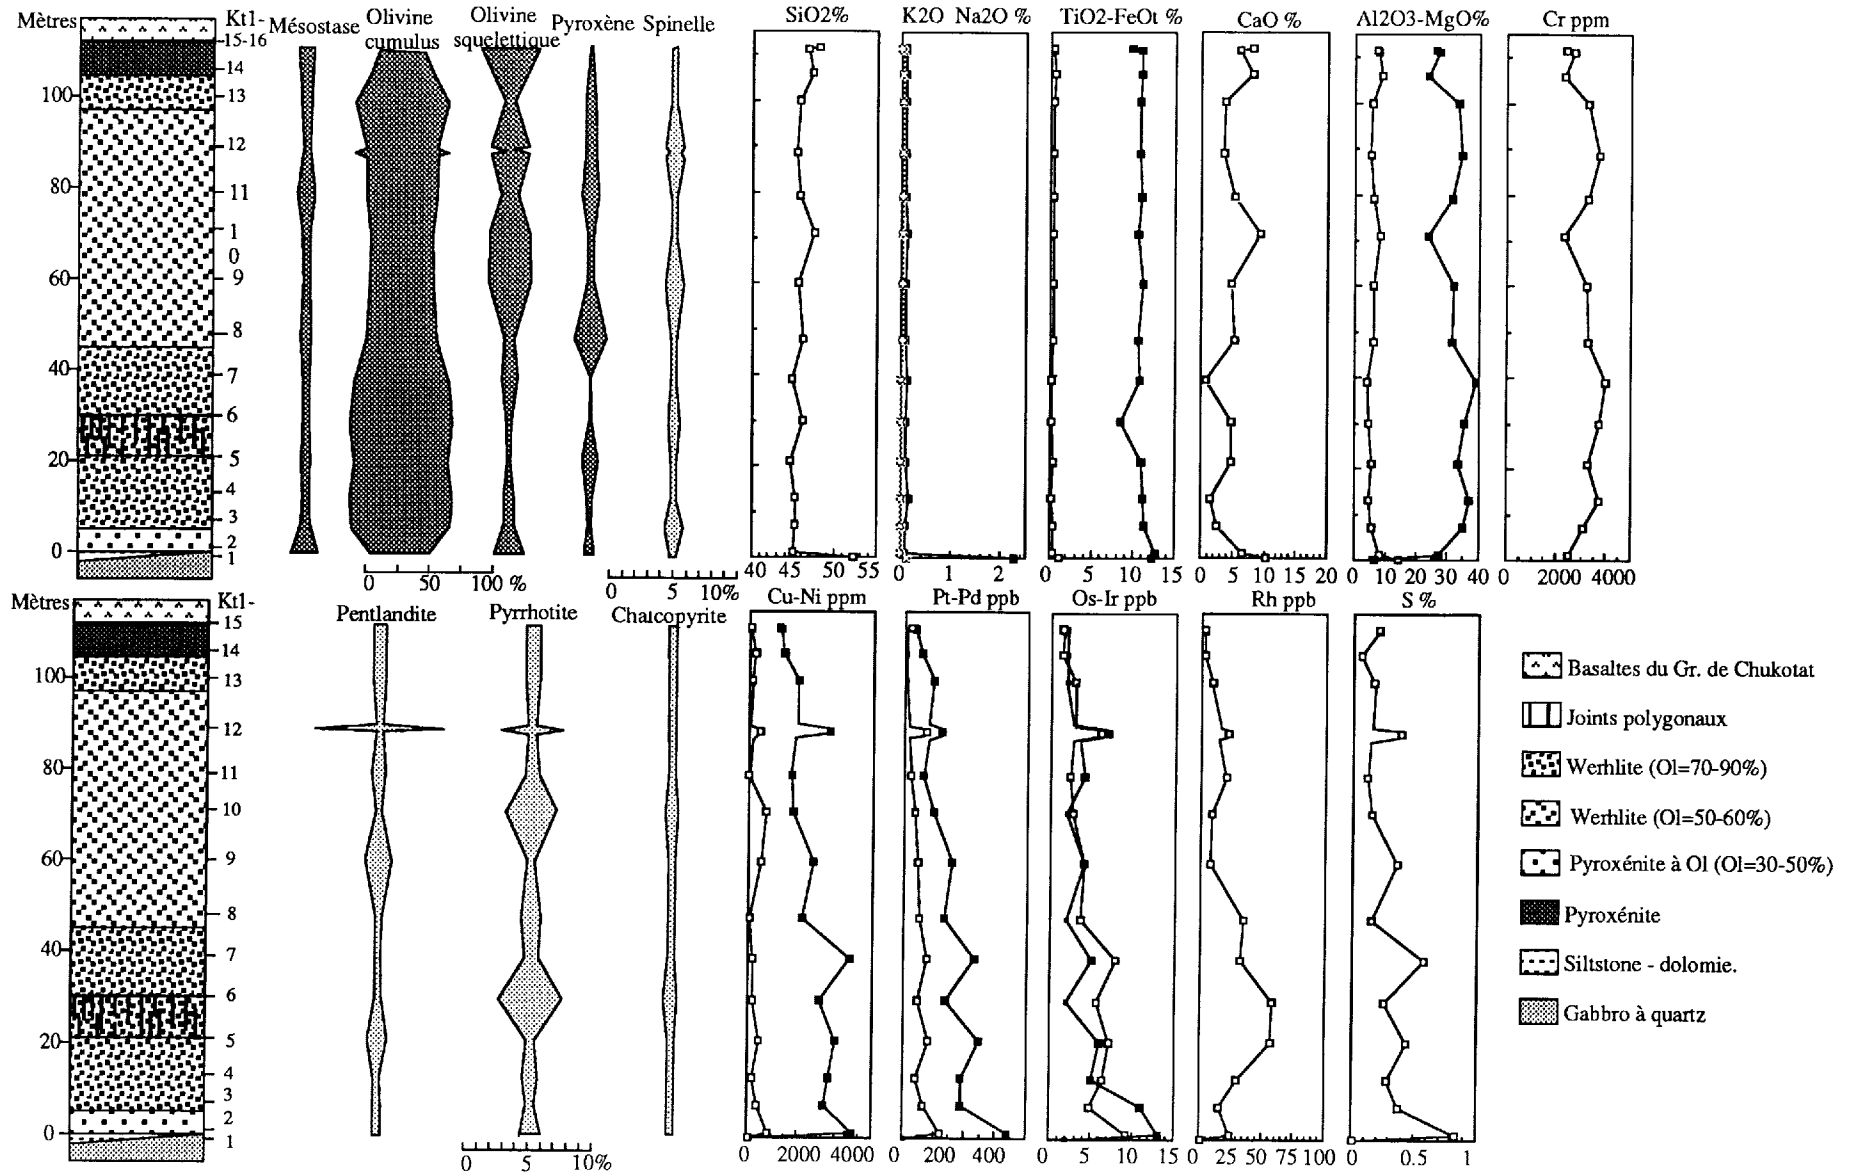 Mètres
Kt1-
Mésostase
Olivine
cumulus
Olivine
squelettique
Pyroxène
Spinelle
SiO2%
K2O Na2O %
TiO2-FeOt %
CaO %
Al2O3-MgO%
Cr ppm
15-16
14
100
13
12
80
11
1
0
60
9
8
40
7
6
20
5
4
3
2
0
1
0 50 100 %
0 5 10%
40 45 50 55
0 1 2
0 5 10 15
0 5 10 15 20
0 10 20 30 40
0 2000 4000
Mètres
Kt1-
Pentlandite
Pyrrhotite
Chalcopyrite
Cu-Ni ppm
Pt-Pd ppb
Os-Ir ppb
Rh ppb
S %
15
14
100
13
12
80
11
10
60
9
8
40
7
6
20
5
4
3
2
0
1
0 5 10%
0 2000 4000
0 200 400
0 5 10 15
0 25 50 75 100
0 0.5 1
Basaltes du Gr. de Chukotat
Joints polygonaux
Werhlite (Ol=70-90%)
Werhlite (Ol=50-60%)
Pyroxénite à Ol (Ol=30-50%)
Pyroxénite
Siltstone - dolomie.
Gabbro à quartz